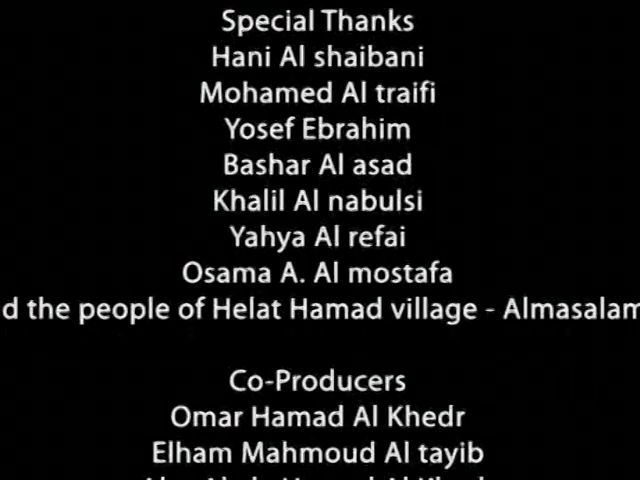 Special Thanks
Hani Al shaibani
Mohamed Al traifi
Yosef Ebrahim
Bashar Al asad
Khalil Al nabulsi
Yahya Al refai
Osama A. Al mostafa
d the people of Helat Hamad village - Almasalam
Co-Producers
Omar Hamad Al Khedr
Elham Mahmoud Al tayib